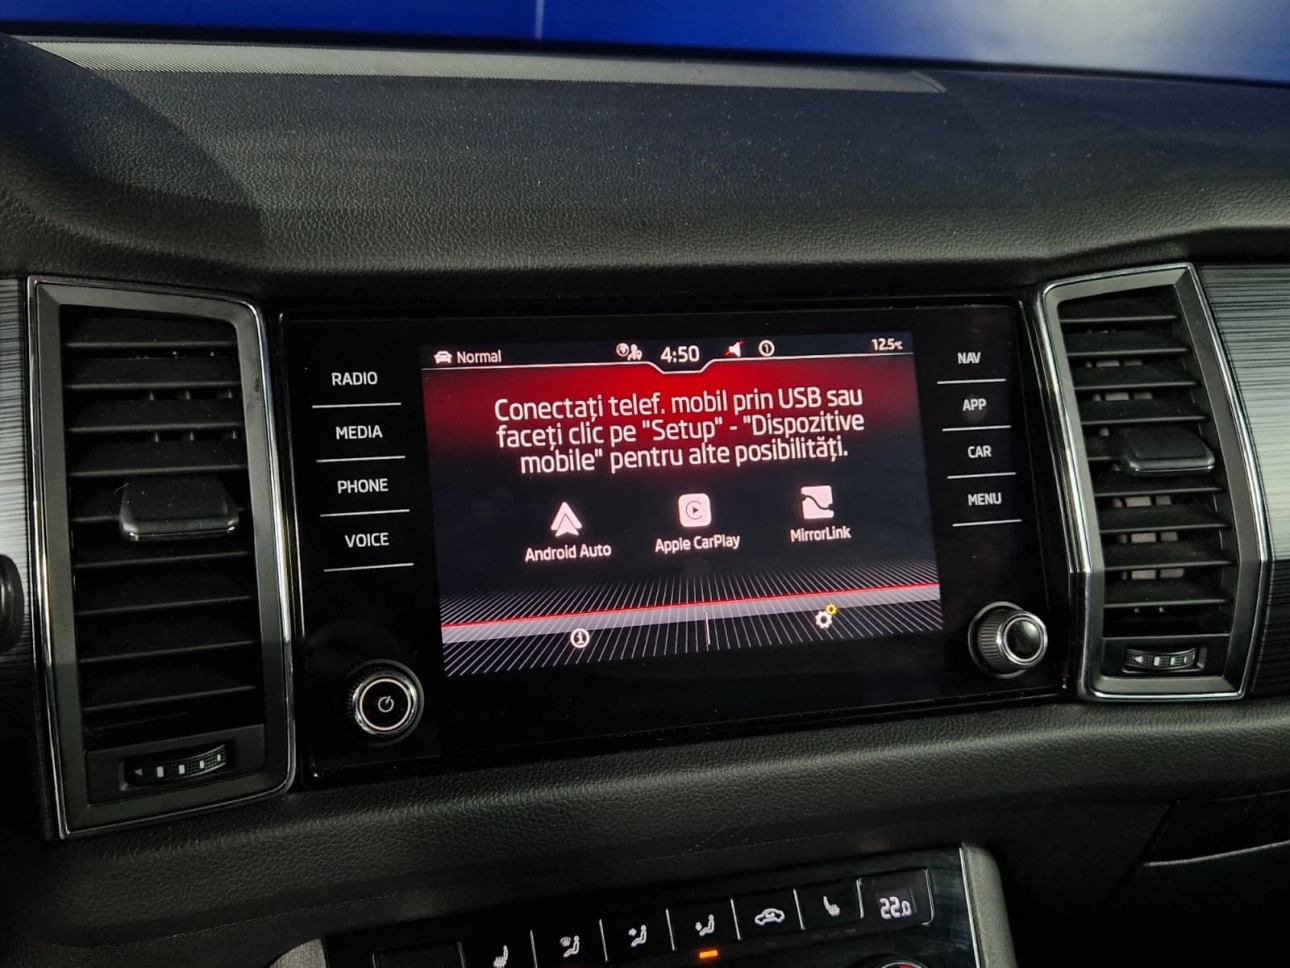 Normal
4:50
12.5°C
RADIO
MEDIA
PHONE
VOICE
Conectați telef. mobil prin USB sau
faceți clic pe "Setup" - "Dispozitive
mobile" pentru alte posibilități.
Android Auto
Apple CarPlay
MirrorLink
NAV
APP
CAR
MENU
22.0